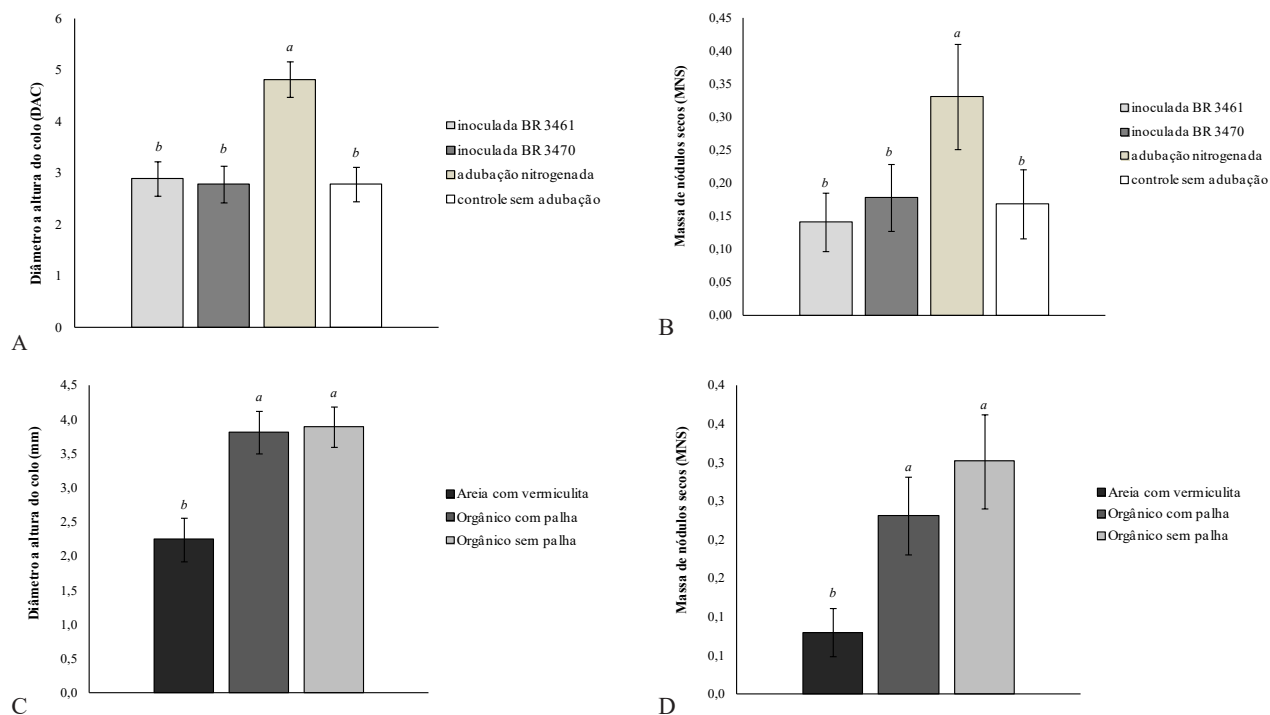 Diâmetro a altura do colo (DAC)
6
5
4
3
2
1
0
b
b
a
b
inoculada BR 3461
inoculada BR 3470
adubação nitrogenada
controle sem adubação
A
Massa de nódulos secos (MNS)
0,45
0,40
0,35
0,30
0,25
0,20
0,15
0,10
0,05
0,00
b
b
a
b
inoculada BR 3461
inoculada BR 3470
adubação nitrogenada
controle sem adubação
B
Diâmetro a altura do colo (mm)
4,5
4,0
3,5
3,0
2,5
2,0
1,5
1,0
0,5
0,0
b
a
a
Areia com vermiculita
Orgânico com palha
Orgânico sem palha
C
Massa de nódulos secos (MNS)
0,4
0,4
0,3
0,3
0,2
0,2
0,1
0,1
0,0
b
a
a
Areia com vermiculita
Orgânico com palha
Orgânico sem palha
D